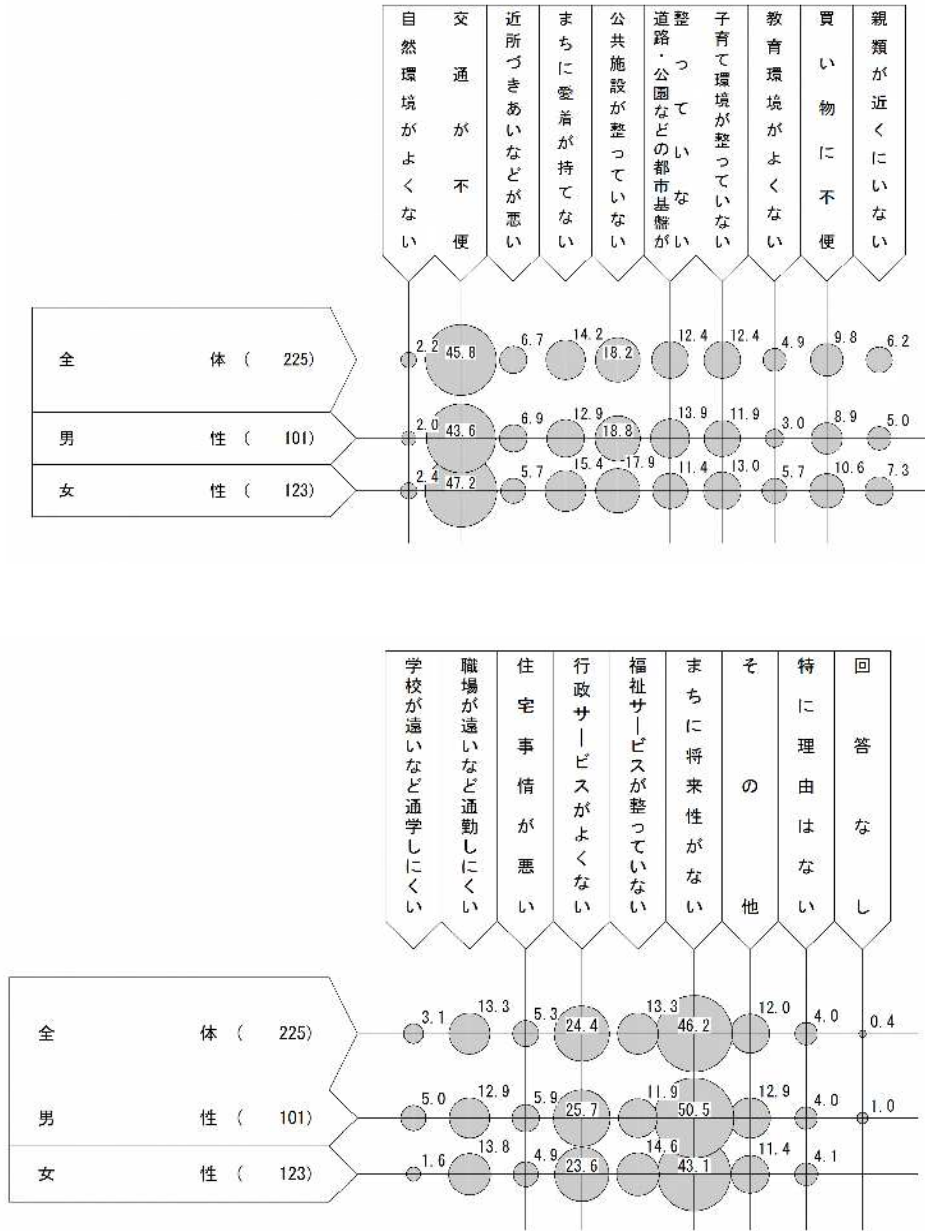 自然環境がよくない
交通が不便
近所づきあいなどが悪い
まちに愛着が持てない
公共施設が整っていない
道路・公園などの都市基盤が
整っていない
子育て環境が整っていない
教育環境がよくない
買い物に不便
親類が近くにいない
全体(225) 2.2 45.8 6.7 14.2 18.2 12.4 12.4 4.9 9.8 6.2
男性(101) 2.0 43.6 6.9 12.9 18.8 13.9 11.9 3.0 8.9 5.0
女性(123) 2.4 47.2 5.7 15.4 17.9 11.4 13.0 5.7 10.6 7.3
学校が遠いなど通学しにくい
職場が遠いなど通勤しにくい
住宅事情が悪い
行政サービスがよくない
福祉サービスが整っていない
まちに将来性がない
その他
特に理由はない
回答なし
全体(225) 3.1 13.3 5.3 24.4 13.3 46.2 12.0 4.0 0.4
男性(101) 5.0 12.9 5.9 25.7 11.9 50.5 12.9 4.0 1.0
女性(123) 1.6 13.8 4.9 23.6 14.6 43.1 11.4 4.1